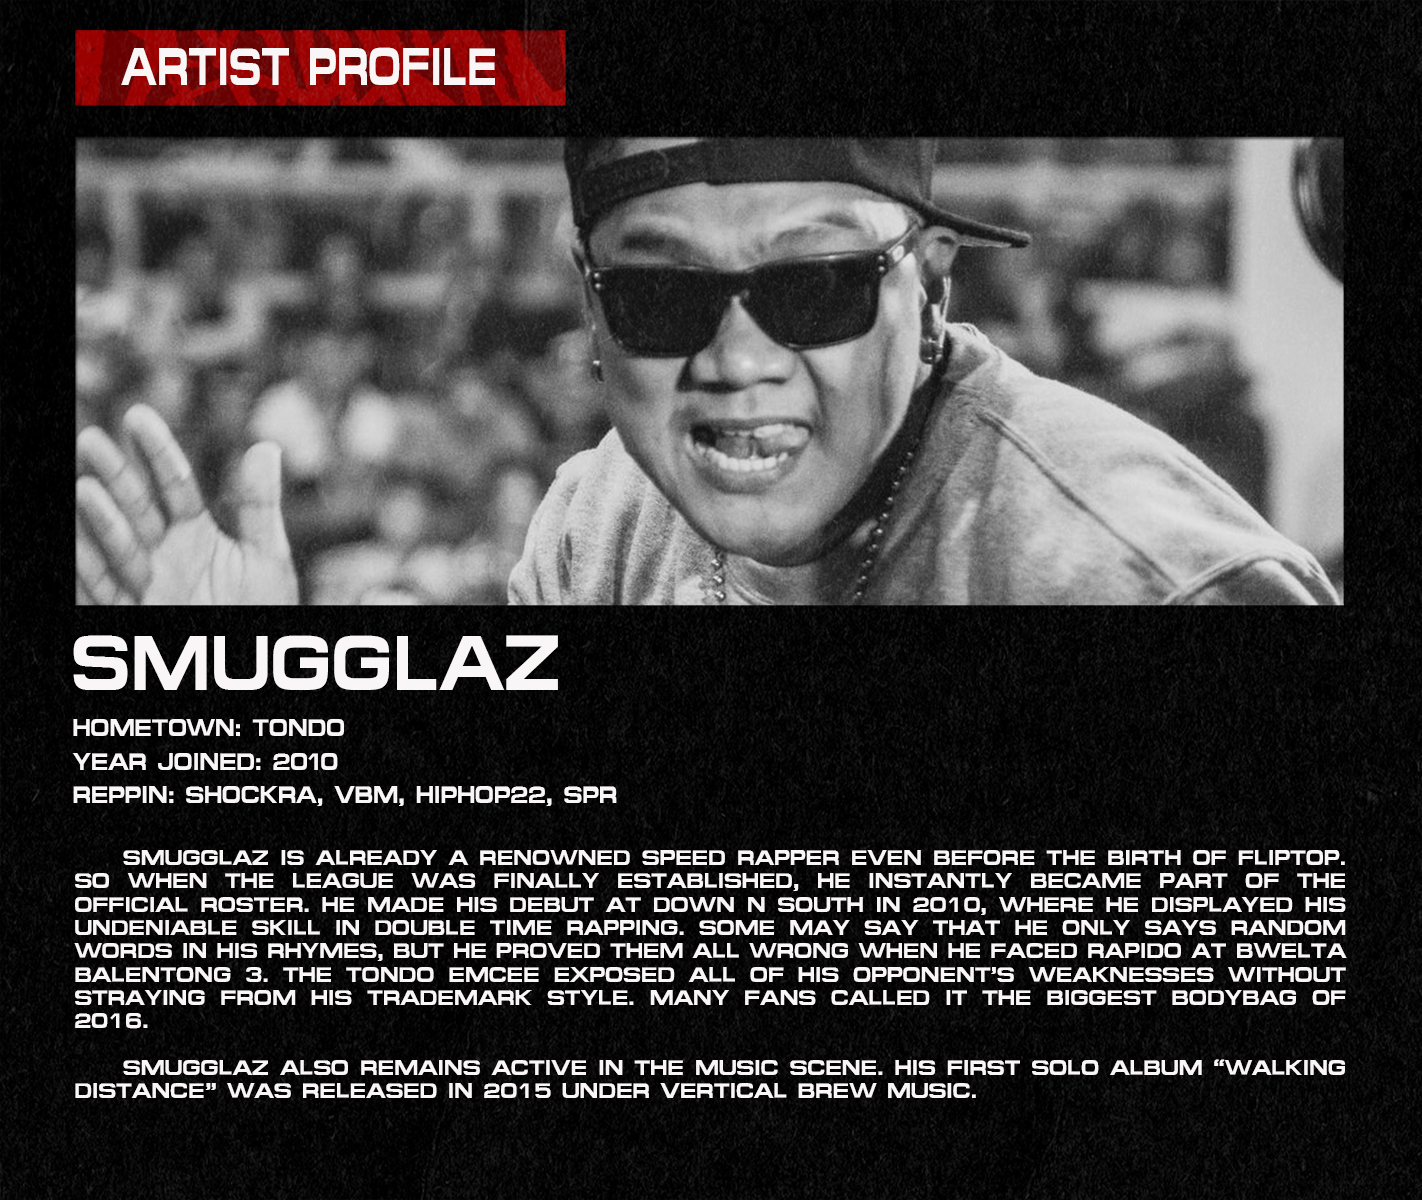 ARTIST PROFILE
SMUGGLAZ
HOMETOWN: TONDO
YEAR JOINED: 2010
REPPIN: SHOCKRA, VBM, HIPHOP22, SPR
SMUGGLAZ IS ALREADY A RENOWNED SPEED RAPPER EVEN BEFORE THE BIRTH OF FLIPTOP.
SO WHEN THE LEAGUE WAS FINALLY ESTABLISHED, HE INSTANTLY BECAME PART OF THE
OFFICIAL ROSTER. HE MADE HIS DEBUT AT DOWN N SOUTH IN 2010, WHERE HE DISPLAYED HIS
UNDENIABLE SKILL IN DOUBLE TIME RAPPING. SOME MAY SAY THAT HE ONLY SAYS RANDOM
WORDS IN HIS RHYMES, BUT HE PROVED THEM ALL WRONG WHEN HE FACED RAPIDO AT BWELTA
BALENTONG 3. THE TONDO EMCEE EXPOSED ALL OF HIS OPPONENT’S WEAKNESSES WITHOUT
STRAYING FROM HIS TRADEMARK STYLE. MANY FANS CALLED IT THE BIGGEST BODYBAG OF
2016.
SMUGGLAZ ALSO REMAINS ACTIVE IN THE MUSIC SCENE. HIS FIRST SOLO ALBUM “WALKING
DISTANCE” WAS RELEASED IN 2015 UNDER VERTICAL BREW MUSIC.